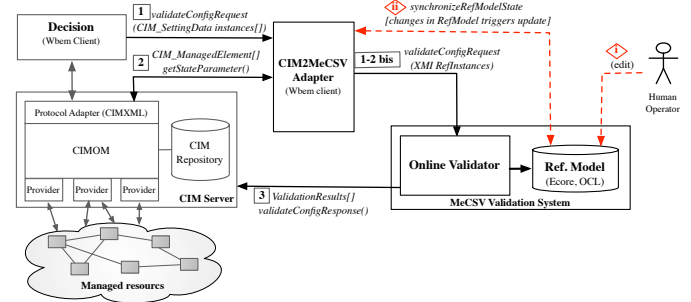 Decision
(Wbem Client)
1 validateConfigRequest
(CIM_SettingData instances[])
2 CIM_ManagedElement[]
getStateParameter()
CIM2MeCSV
Adapter
(Wbem client)
ii synchronizeRefModelState
[changes in RefModel triggers update]
validateConfigRequest
1-2 bis
(XMI RefInstances)
i
(edit)
Human
Operator
Protocol Adapter (CIMXML)
CIMOM
CIM
Repository
Provider
Provider
Provider
CIM Server
Online Validator
Ref. Model
(Ecore, OCL)
MeCSV Validation System
3 ValidationResults[]
validateConfigResponse()
Managed resourcs